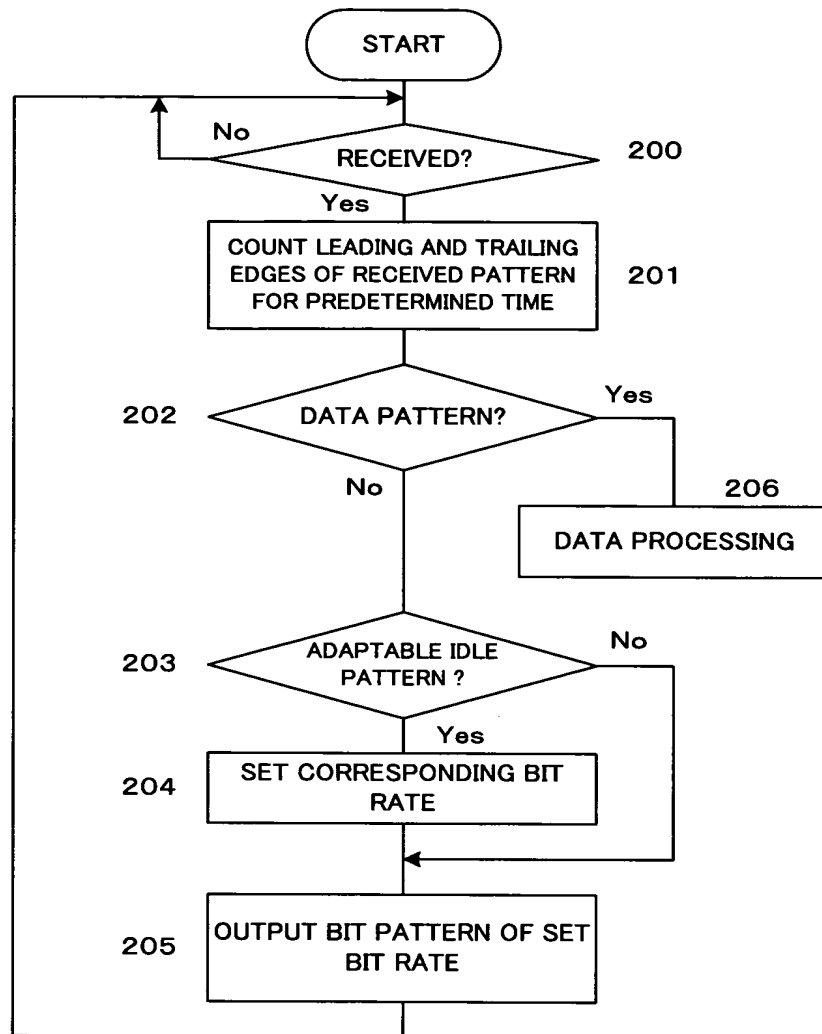 START
No
RECEIVED?
200
Yes
COUNT LEADING AND TRAILING
EDGES OF RECEIVED PATTERN
FOR PREDETERMINED TIME
201
202
DATA PATTERN?
Yes
No
206
DATA PROCESSING
203
ADAPTABLE IDLE
PATTERN ?
No
Yes
204
SET CORRESPONDING BIT
RATE
205
OUTPUT BIT PATTERN OF SET
BIT RATE